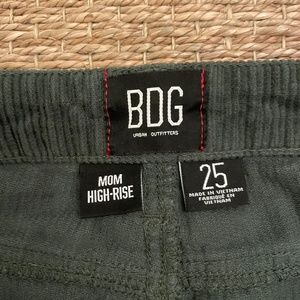 BDG
URBAN OUTFITTERS
MOM
HIGH-RISE
25
MADE IN VIETNAM
FABRIQUÉ EN
VIETNAM